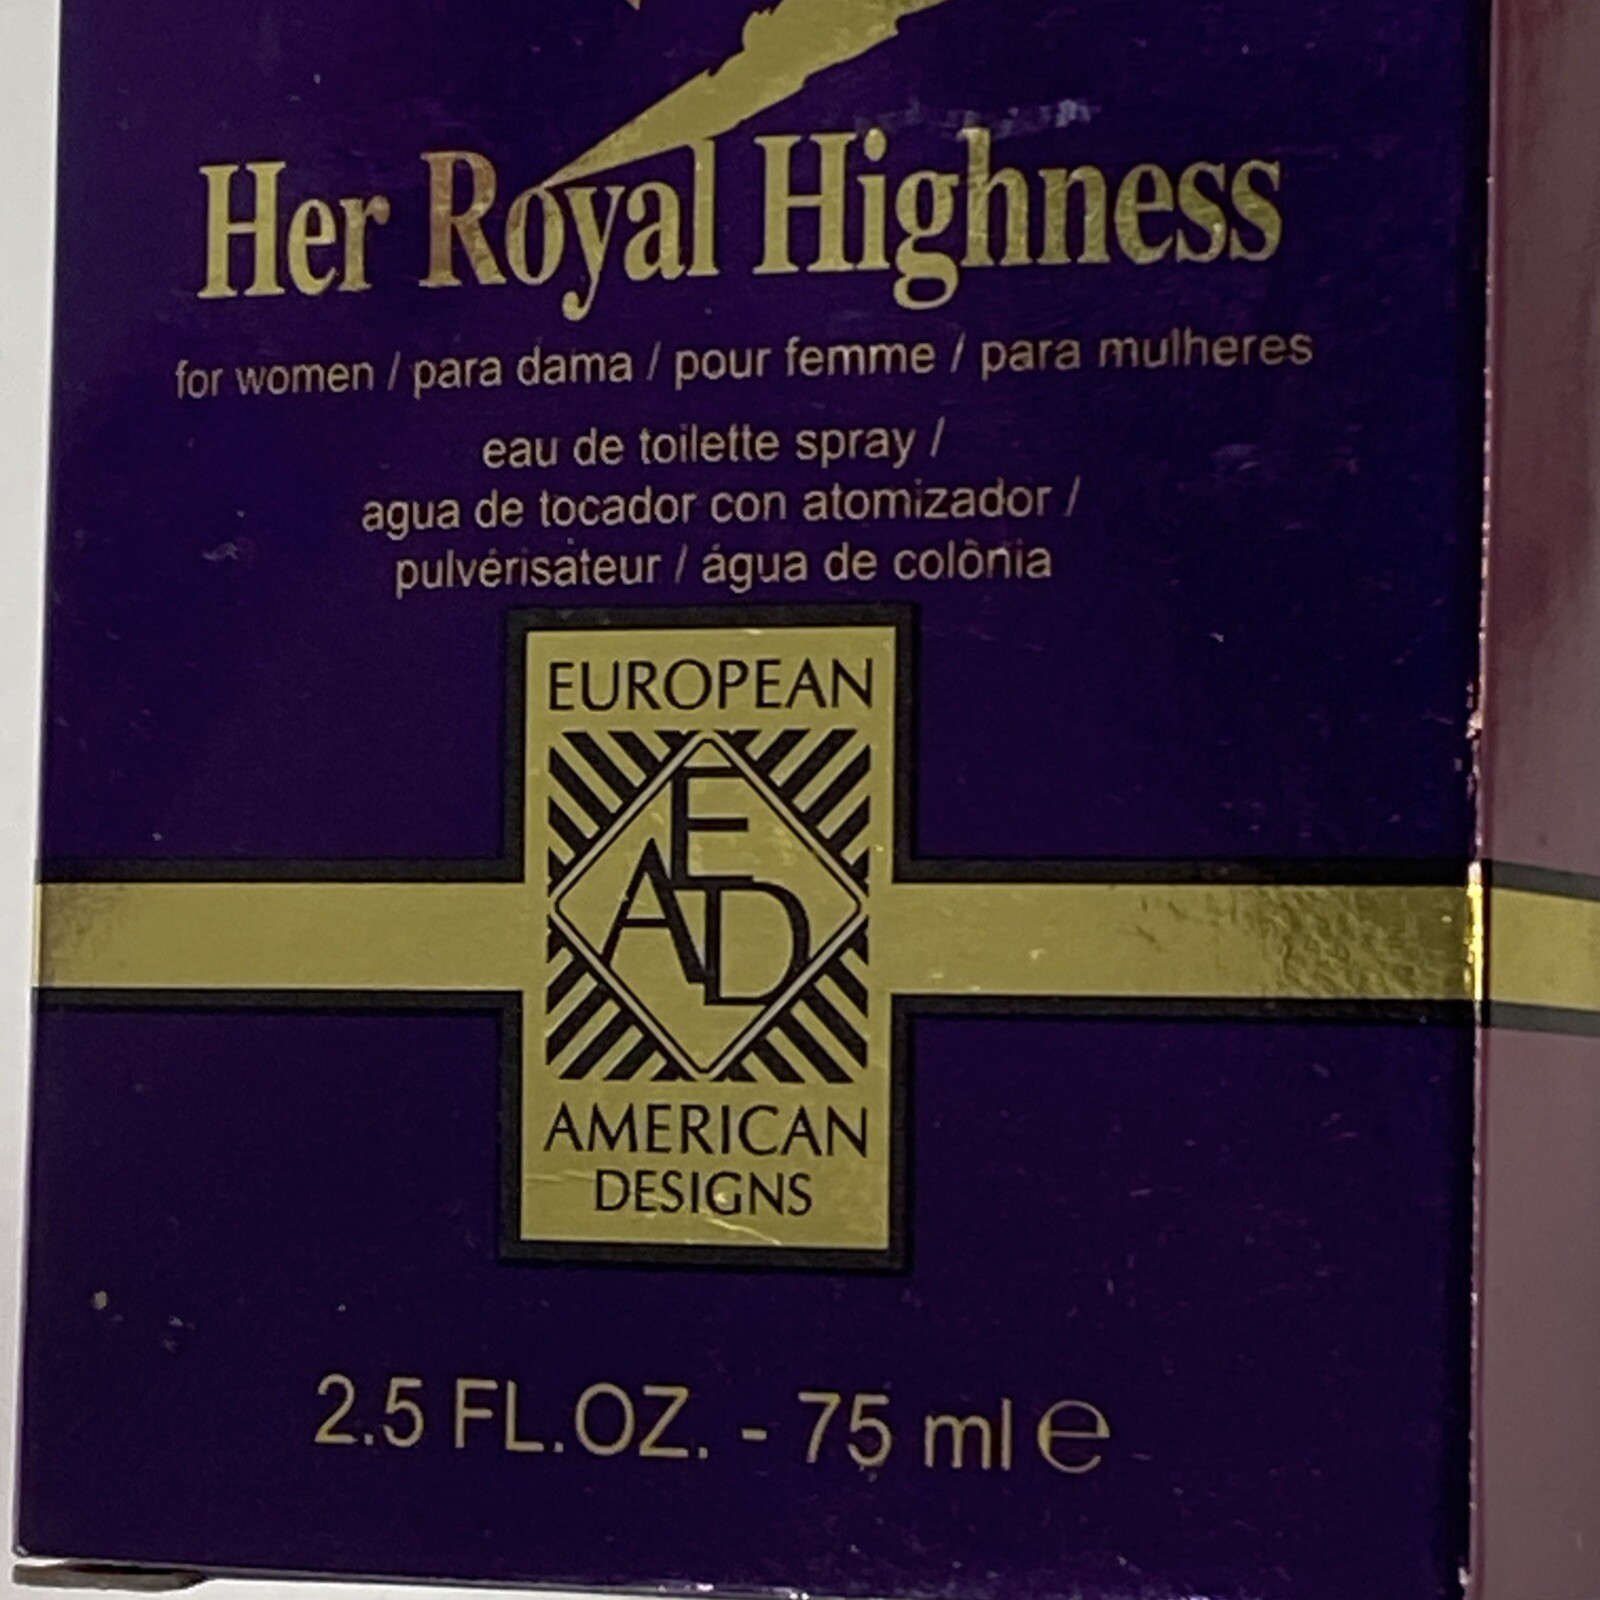 Her Royal Highness
for women / para dama / pour femme / para mulheres
eau de toilette spray /
agua de tocador con atomizador /
pulvérisateur / água de colônia
EUROPEAN
EAD
AMERICAN
DESIGNS
2.5 FL.OZ. - 75 ml ℮